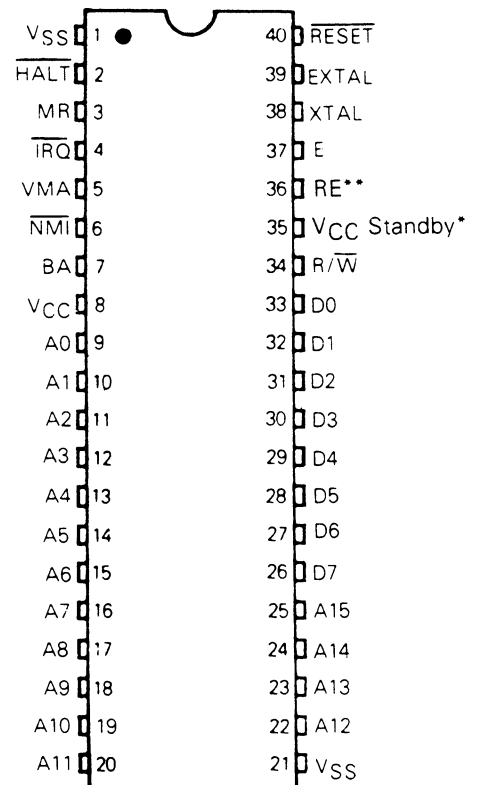 VSS 1 40 RESET
HALT 2 39 EXTAL
MR 3 38 XTAL
IRQ 4 37 E
VMA 5 36 RE**
NMI 6 35 VCC Standby*
BA 7 34 R/W
VCC 8 33 D0
A0 9 32 D1
A1 10 31 D2
A2 11 30 D3
A3 12 29 D4
A4 13 28 D5
A5 14 27 D6
A6 15 26 D7
A7 16 25 A15
A8 17 24 A14
A9 18 23 A13
A10 19 22 A12
A11 20 21 VSS